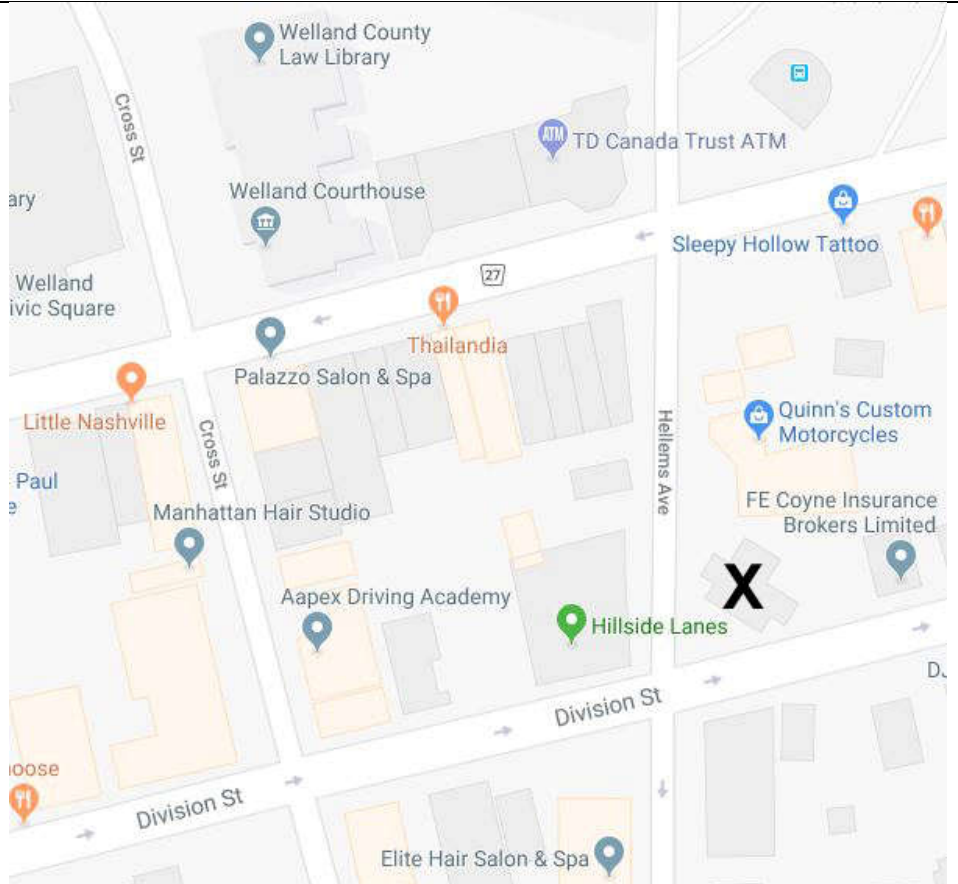 Welland County
Law Library
Cross St
TD Canada Trust ATM
ATM
ary
Welland Courthouse
Sleepy Hollow Tattoo
27
Welland
ivic Square
Thailandia
Palazzo Salon & Spa
Little Nashville
Cross St
Hellems Ave
Quinn's Custom
Motorcycles
Paul
e
Manhattan Hair Studio
FE Coyne Insurance
Brokers Limited
X
Aapex Driving Academy
Hillside Lanes
DJ
Division St
oose
Division St
Elite Hair Salon & Spa